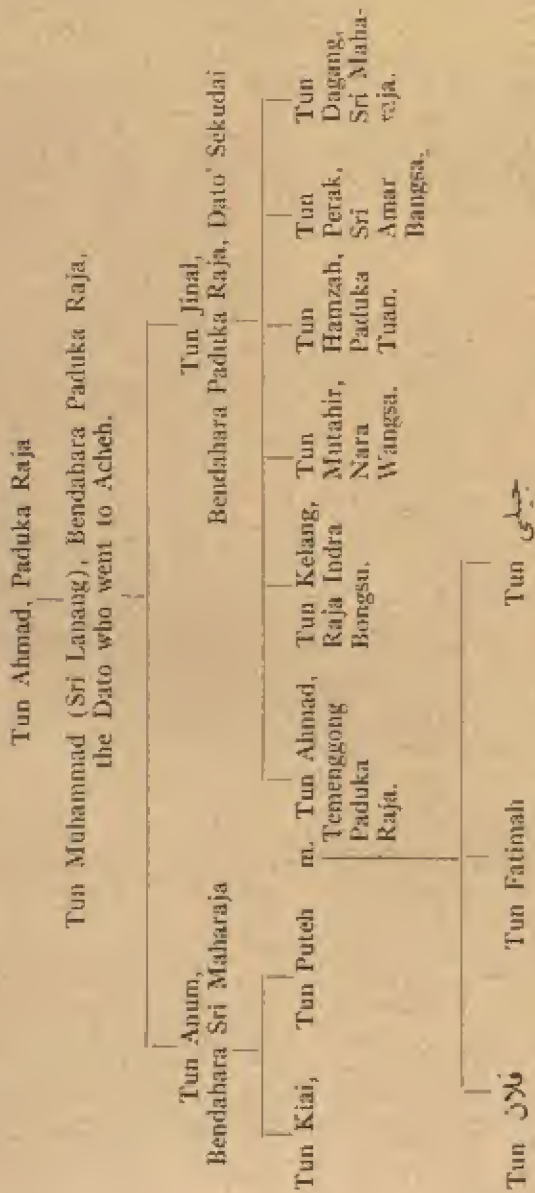 Tun Ahmad, Paduka Raja
Tun Muhammad (Sri Lanang), Bendahara Paduka Raja,
the Dato who went to Acheh.
Tun Anum,
Bendahara Sri Maharaja
Tun Jinal,
Bendahara Paduka Raja, Dato' Sekudai
Tun Kiai,
Tun Puteh
m. Tun Ahmad,
Temenggong
Paduka
Raja.
Tun Kelang,
Raja Indra
Bongsu.
Tun
Mutahir,
Nara
Wangsa.
Tun
Hamzah,
Paduka
Tuan.
Tun
Perak,
Sri
Amar
Bangsa.
Tun
Dagang,
Sri Maha-
raja.
Tun فلان
Tun Fatimah
Tun